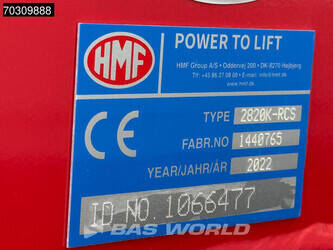 70309888
HMF
POWER TO LIFT
HMF Group A/S • Oddervej 200 • DK-8270 Højbjerg
Tlf: +45 86 27 08 00 • E-mail: info@hmf.dk
www.hmf.dk
CE
TYPE 2820K-RCS
FABR.NO 1440765
YEAR/JAHR/ÅR 2022
ID NO. 1066477
BAS WORLD